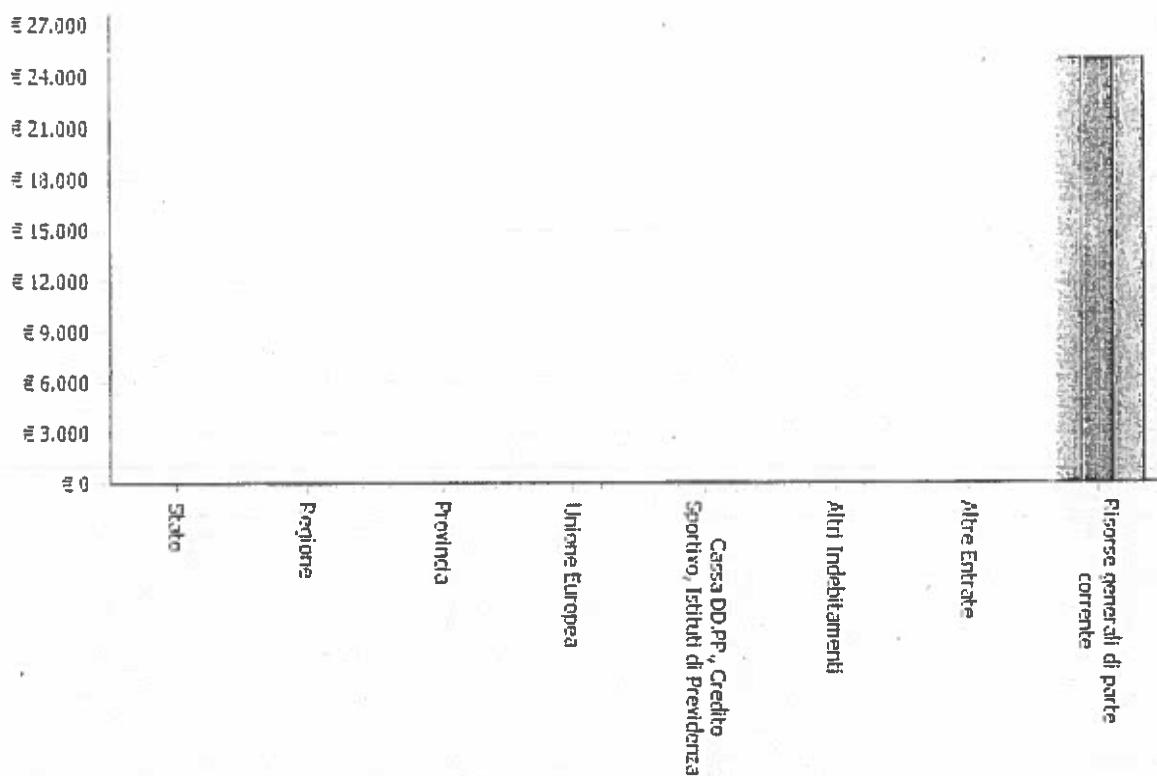 € 27.000
€ 24.000
€ 21.000
€ 18.000
€ 15.000
€ 12.000
€ 9.000
€ 6.000
€ 3.000
€ 0
Stato
Regione
Provincia
Unione Europea
Cassa DD.PP., Credito
Sportivo, Istituti di Previdenza
Altri Indebitamenti
Altre Entrate
Risorse generali di parte
corrente